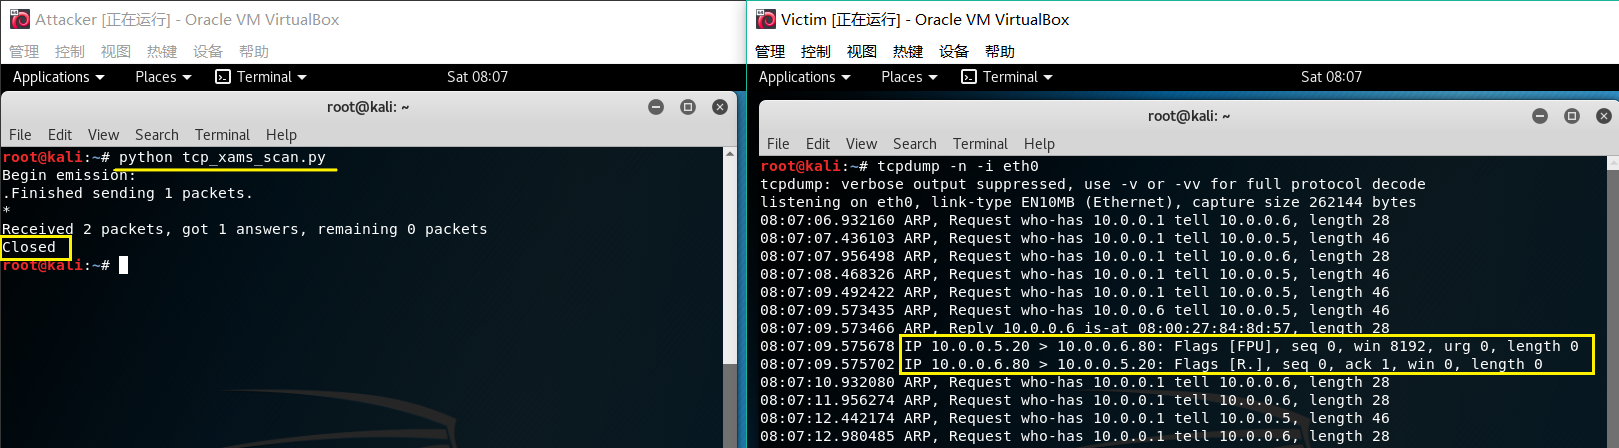 Attacker [正在运行] - Oracle VM VirtualBox
管理 控制 视图 热键 设备 帮助
Applications Places Terminal Sat 08:07
root@kali: ~
File Edit View Search Terminal Help
root@kali:~# python tcp_xams_scan.py
Begin emission:
.Finished sending 1 packets.
*
Received 2 packets, got 1 answers, remaining 0 packets
Closed
root@kali:~#
Victim [正在运行] - Oracle VM VirtualBox
管理 控制 视图 热键 设备 帮助
Applications Places Terminal Sat 08:07
root@kali: ~
File Edit View Search Terminal Help
root@kali:~# tcpdump -n -i eth0
tcpdump: verbose output suppressed, use -v or -vv for full protocol decode
listening on eth0, link-type EN10MB (Ethernet), capture size 262144 bytes
08:07:06.932160 ARP, Request who-has 10.0.0.1 tell 10.0.0.6, length 28
08:07:07.436103 ARP, Request who-has 10.0.0.1 tell 10.0.0.5, length 46
08:07:07.956498 ARP, Request who-has 10.0.0.1 tell 10.0.0.6, length 28
08:07:08.468326 ARP, Request who-has 10.0.0.1 tell 10.0.0.5, length 46
08:07:09.492422 ARP, Request who-has 10.0.0.1 tell 10.0.0.5, length 46
08:07:09.573435 ARP, Request who-has 10.0.0.6 tell 10.0.0.5, length 46
08:07:09.573466 ARP, Reply 10.0.0.6 is-at 08:00:27:84:8d:57, length 28
08:07:09.575678 IP 10.0.0.5.20 > 10.0.0.6.80: Flags [FPU], seq 0, win 8192, urg 0, length 0
08:07:09.575702 IP 10.0.0.6.80 > 10.0.0.5.20: Flags [R.], seq 0, ack 1, win 0, length 0
08:07:10.932080 ARP, Request who-has 10.0.0.1 tell 10.0.0.6, length 28
08:07:11.956274 ARP, Request who-has 10.0.0.1 tell 10.0.0.6, length 28
08:07:12.442174 ARP, Request who-has 10.0.0.1 tell 10.0.0.5, length 46
08:07:12.980485 ARP, Request who-has 10.0.0.1 tell 10.0.0.6, length 28